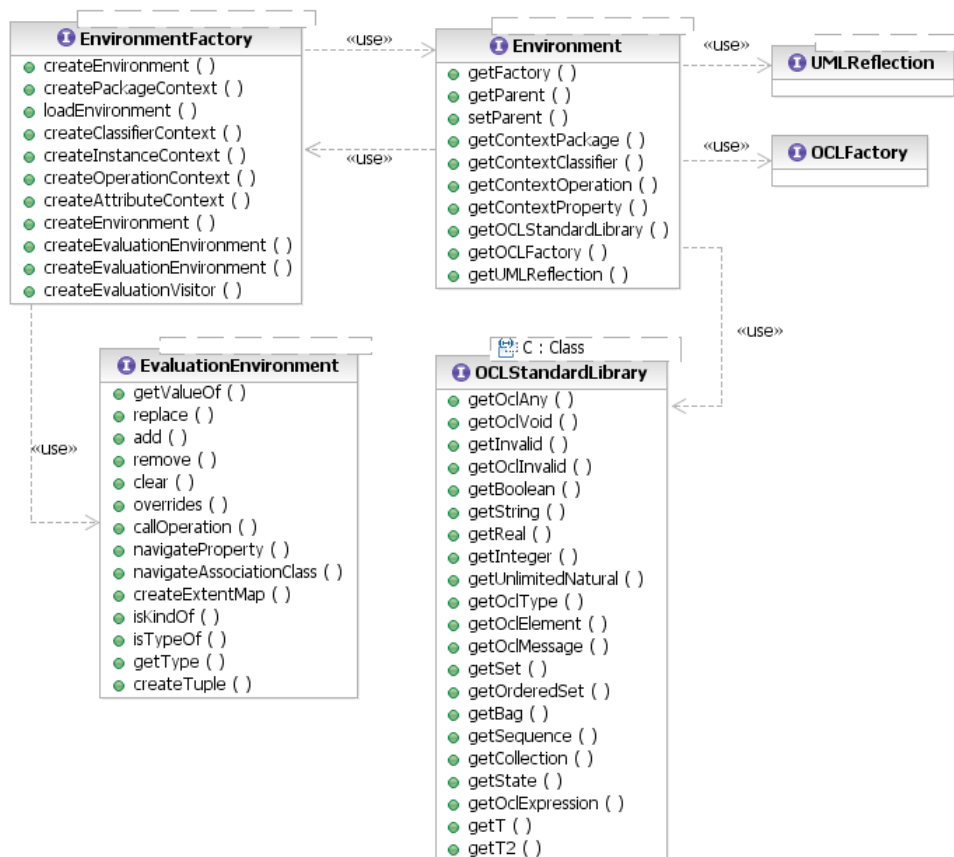 EnvironmentFactory
createEnvironment ( )
createPackageContext ( )
loadEnvironment ( )
createClassifierContext ( )
createInstanceContext ( )
createOperationContext ( )
createAttributeContext ( )
createEnvironment ( )
createEvaluationEnvironment ( )
createEvaluationEnvironment ( )
createEvaluationVisitor ( )
«use»
«use»
Environment
getFactory ( )
getParent ( )
setParent ( )
getContextPackage ( )
getContextClassifier ( )
getContextOperation ( )
getContextProperty ( )
getOCLStandardLibrary ( )
getOCLFactory ( )
getUMLReflection ( )
«use»
UMLReflection
«use»
OCLFactory
«use»
«use»
EvaluationEnvironment
getValueOf ( )
replace ( )
add ( )
remove ( )
clear ( )
overrides ( )
callOperation ( )
navigateProperty ( )
navigateAssociationClass ( )
createExtentMap ( )
isKindOf ( )
isTypeOf ( )
getType ( )
createTuple ( )
C : Class
OCLStandardLibrary
getOclAny ( )
getOclVoid ( )
getInvalid ( )
getOclInvalid ( )
getBoolean ( )
getString ( )
getReal ( )
getInteger ( )
getUnlimitedNatural ( )
getOclType ( )
getOclElement ( )
getOclMessage ( )
getSet ( )
getOrderedSet ( )
getBag ( )
getSequence ( )
getCollection ( )
getState ( )
getOclExpression ( )
getT ( )
getT2 ( )